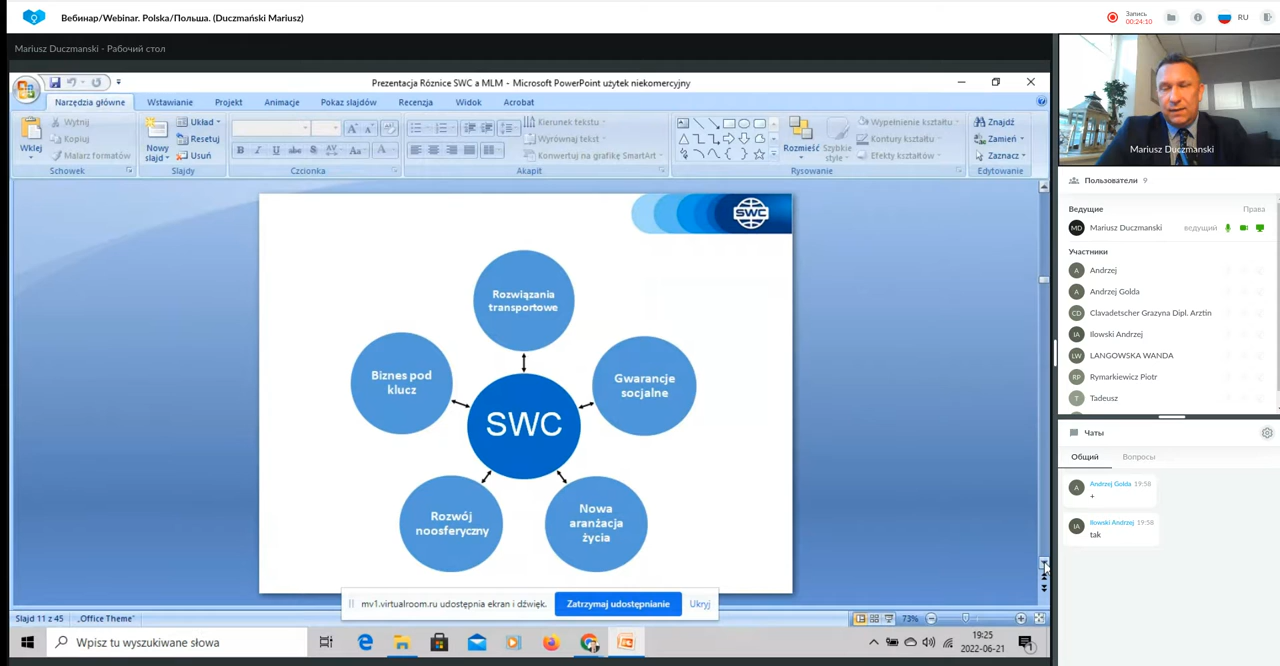 Вебинар/Webinar. Polska/Польша. (Duczmański Mariusz)
Запись
00:24:10
RU
Mariusz Duczmanski - Рабочий стол
Prezentacja Różnice SWC a MLM - Microsoft PowerPoint użytek niekomercyjny
Narzędzia główne
Wstawianie
Projekt
Animacje
Pokaz slajdów
Recenzja
Widok
Acrobat
Wklej
Wytnij
Kopiuj
Malarz formatów
Schowek
Nowy slajd
Układ
Resetuj
Usuń
Slajdy
Czcionka
Kierunek tekstu
Wyrównaj tekst
Konwertuj na grafikę SmartArt
Akapit
Rozmieść
Szybkie style
Wypełnienie kształtu
Kontury kształtu
Efekty kształtów
Rysowanie
Znajdź
Zamień
Zaznacz
Edytowanie
SWC
Rozwiązania
transportowe
Biznes pod
klucz
Gwarancje
socjalne
SWC
Rozwój
noosferyczny
Nowa
aranżacja
życia
mv1.virtualroom.ru udostępnia ekran i dźwięk.
Zatrzymaj udostępnianie
Ukryj
Slajd 11 z 45
„Office Theme"
73%
Wpisz tu wyszukiwane słowa
19:25
2022-06-21
1
Mariusz Duczmanski
Пользователи 9
Ведущие
Права
MD
Mariusz Duczmanski
ведущий
Участники
A
Andrzej
A
Andrzej Golda
CD
Clavadetscher Grazyna Dipl. Arztin
IA
Ilowski Andrzej
LW
LANGOWSKA WANDA
RP
Rymarkiewicz Piotr
T
Tadeusz
Чаты
Общий
Вопросы
A
Andrzej Golda 19:58
+
IA
Ilowski Andrzej 19:58
tak